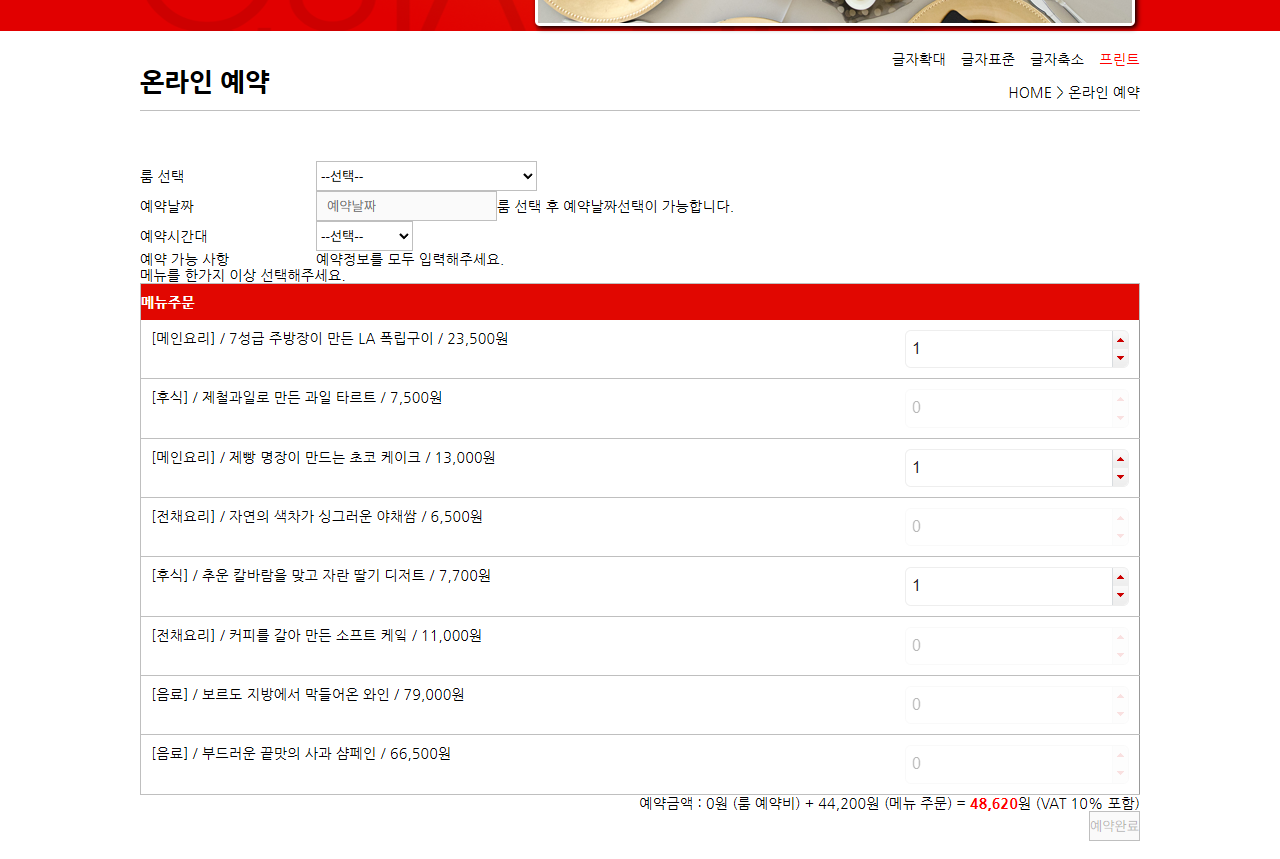 글자확대 글자표준 글자축소 프린트
온라인 예약
HOME > 온라인 예약
룸 선택 --선택--
예약날짜 예약날짜 룸 선택 후 예약날짜선택이 가능합니다.
예약시간대 --선택--
예약 가능 사항 예약정보를 모두 입력해주세요.
메뉴를 한가지 이상 선택해주세요.
메뉴주문
[메인요리] / 7성급 주방장이 만든 LA 폭립구이 / 23,500원 1
[후식] / 제철과일로 만든 과일 타르트 / 7,500원 0
[메인요리] / 제빵 명장이 만드는 초코 케이크 / 13,000원 1
[전채요리] / 자연의 색차가 싱그러운 야채쌈 / 6,500원 0
[후식] / 추운 칼바람을 맞고 자란 딸기 디저트 / 7,700원 1
[전채요리] / 커피를 갈아 만든 소프트 케익 / 11,000원 0
[음료] / 보르도 지방에서 막들어온 와인 / 79,000원 0
[음료] / 부드러운 끝맛의 사과 샴페인 / 66,500원 0
예약금액 : 0원 (룸 예약비) + 44,200원 (메뉴 주문) = 48,620원 (VAT 10% 포함)
예약완료